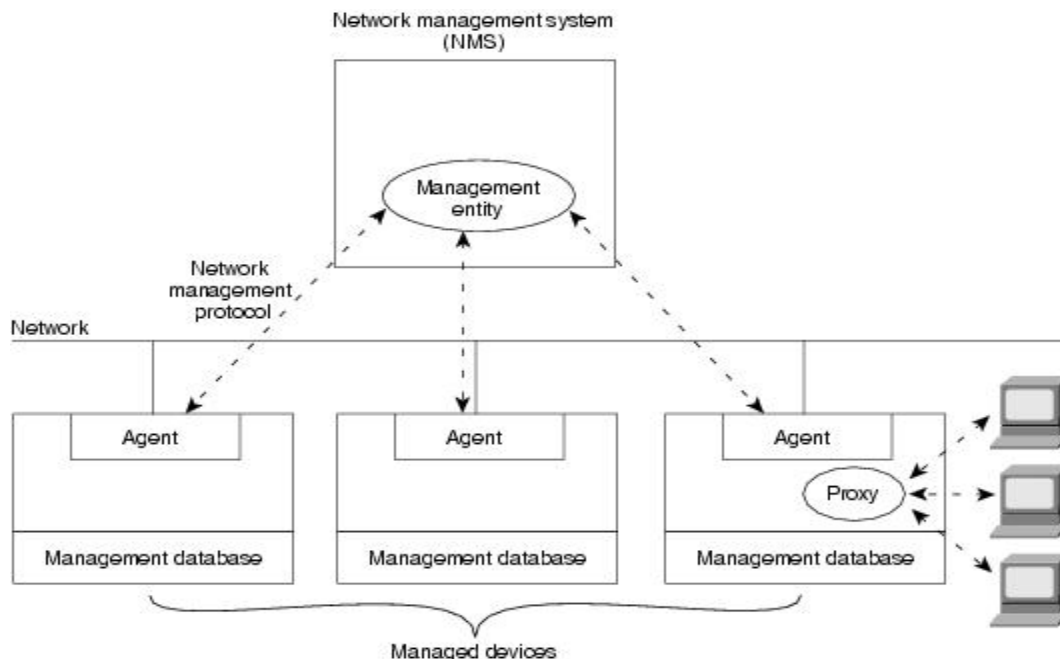 Network management system
(NMS)
Management
entity
Network
management
protocol
Network
Agent
Agent
Agent
Proxy
Management database
Management database
Management database
Managed devices